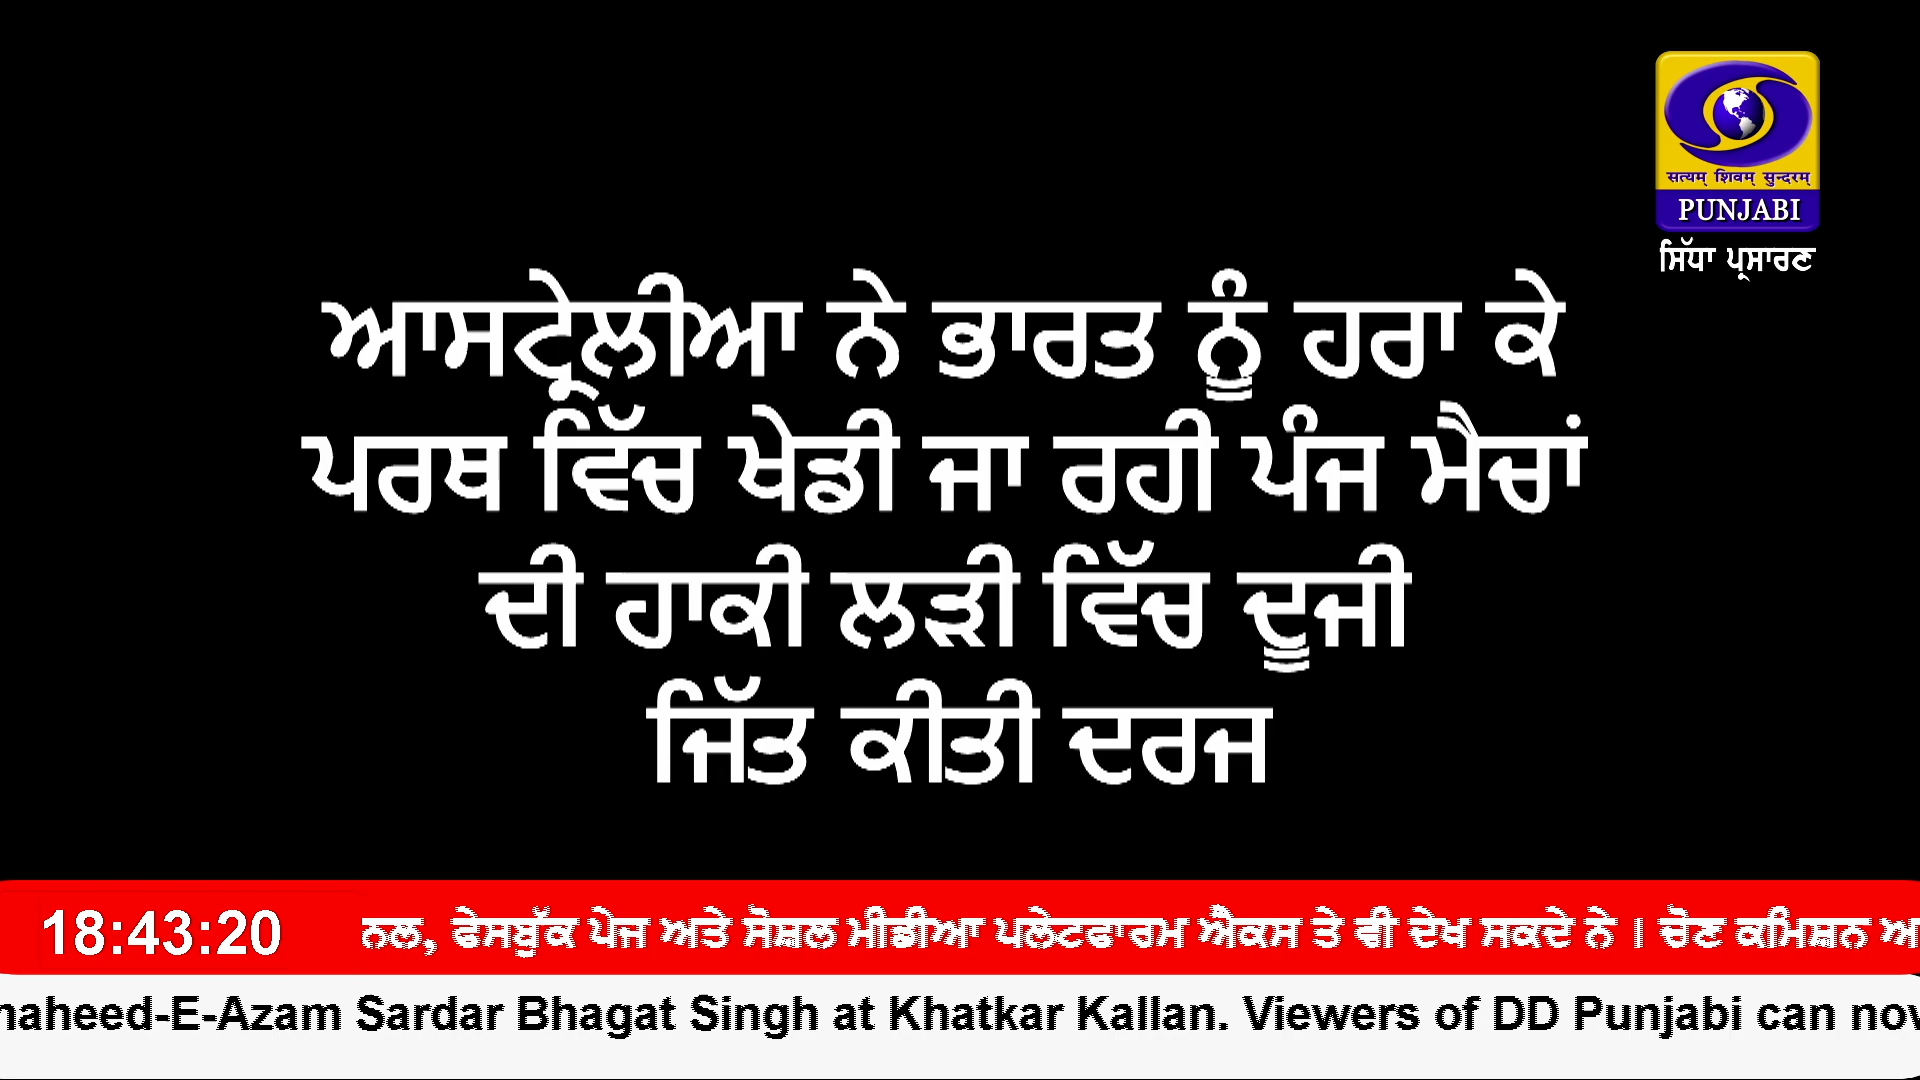 सत्यम् शिवम् सुन्दरम्
PUNJABI
ਸਿੱਧਾ ਪ੍ਰਸਾਰਣ
ਆਸਟ੍ਰੇਲੀਆ ਨੇ ਭਾਰਤ ਨੂੰ ਹਰਾ ਕੇ
ਪਰਥ ਵਿੱਚ ਖੇਡੀ ਜਾ ਰਹੀ ਪੰਜ ਮੈਚਾਂ
ਦੀ ਹਾਕੀ ਲੜੀ ਵਿੱਚ ਦੂਜੀ
ਜਿੱਤ ਕੀਤੀ ਦਰਜ
18:43:20 ਨਲ, ਫੇਸਬੁੱਕ ਪੇਜ ਅਤੇ ਸੋਸ਼ਲ ਮੀਡੀਆ ਪਲੇਟਫਾਰਮ ਐਕਸ ਤੇ ਵੀ ਦੇਖ ਸਕਦੇ ਨੇ । ਚੋਣ ਕਮਿਸ਼ਨ
haheed-E-Azam Sardar Bhagat Singh at Khatkar Kallan. Viewers of DD Punjabi can